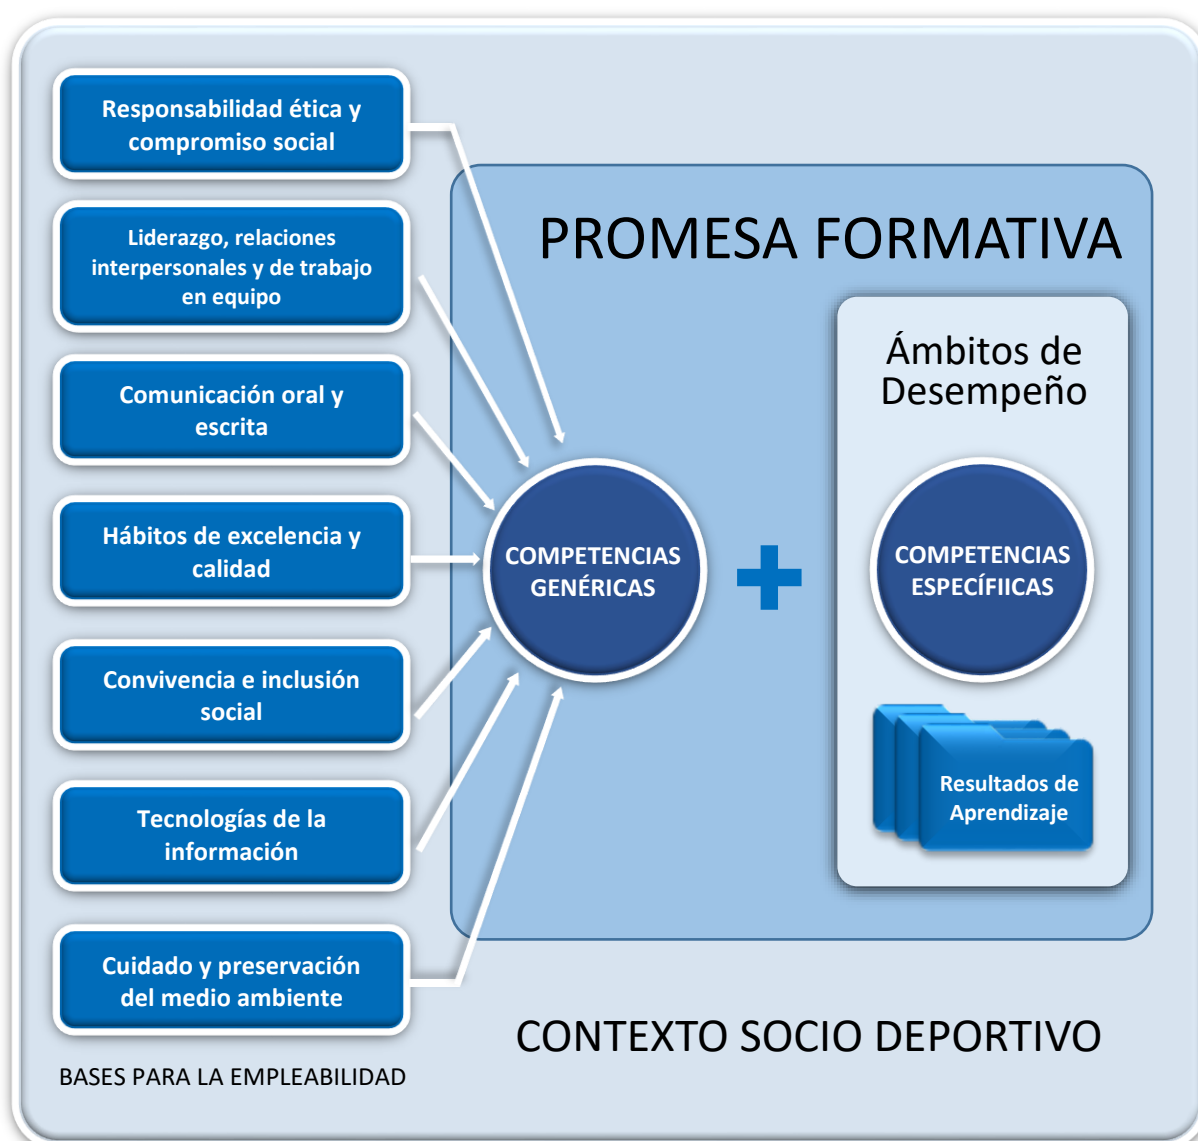 Responsabilidad ética y
compromiso social
Liderazgo, relaciones
interpersonales y de trabajo
en equipo
Comunicación oral y
escrita
Hábitos de excelencia y
calidad
Convivencia e inclusión
social
Tecnologías de la
información
Cuidado y preservación
del medio ambiente
BASES PARA LA EMPLEABILIDAD
PROMESA FORMATIVA
COMPETENCIAS
GENÉRICAS
Ámbitos de
Desempeño
COMPETENCIAS
ESPECÍFIICAS
Resultados de
Aprendizaje
CONTEXTO SOCIO DEPORTIVO